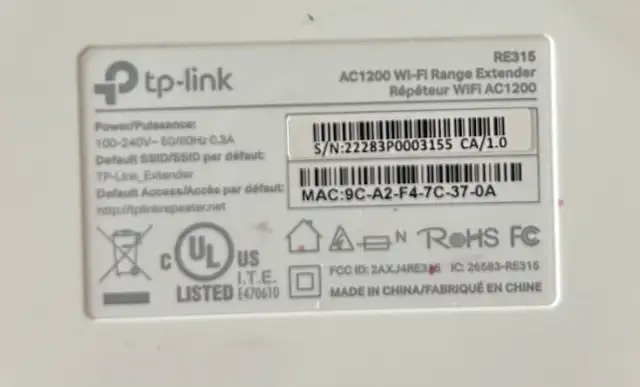 tp-link
RE315
AC1200 Wi-Fi Range Extender
Répéteur WiFi AC1200
Power/Puissance:
100-240V~ 50/60Hz 0.3A
Default SSID/SSID par défaut:
TP-Link_Extender
Default Access/Accès par défaut:
http://tplinkrepeater.net
S/N:22283P0003155 CA/1.0
MAC:9C-A2-F4-7C-37-0A
C UL US
LISTED
I.T.E.
E470610
N
RoHS FC
FCC ID: 2AXJ4RE315 IC: 26583-RE315
MADE IN CHINA/FABRIQUÉ EN CHINE